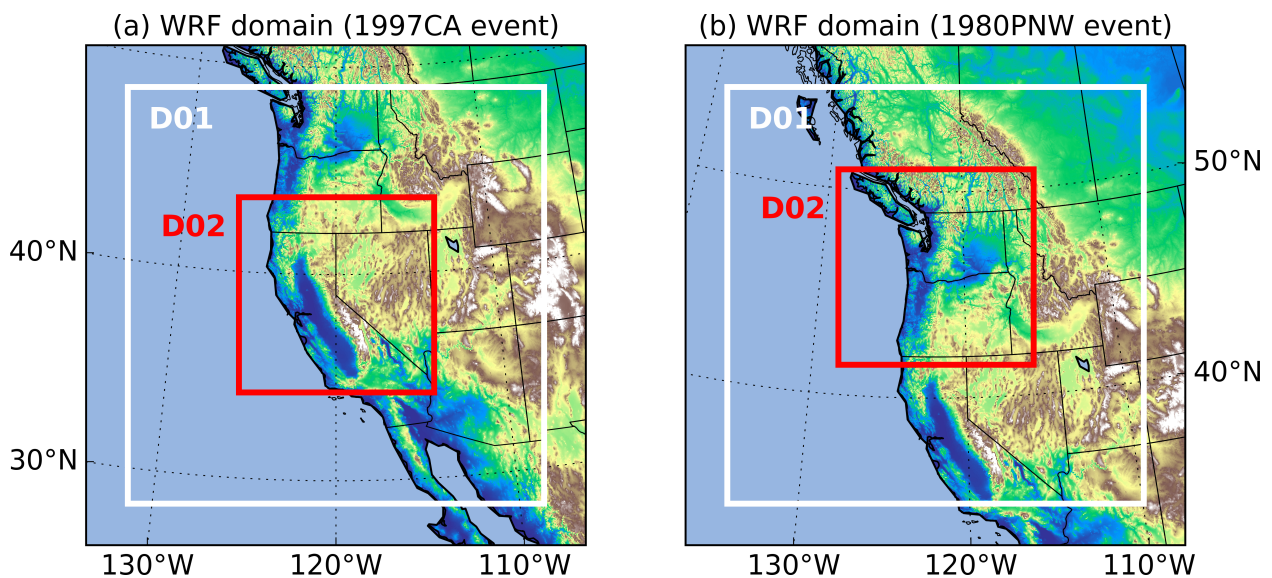 (a) WRF domain (1997CA event)
D01
D02
40°N
30°N
130°W
120°W
110°W
(b) WRF domain (1980PNW event)
D01
D02
50°N
40°N
130°W
120°W
110°W